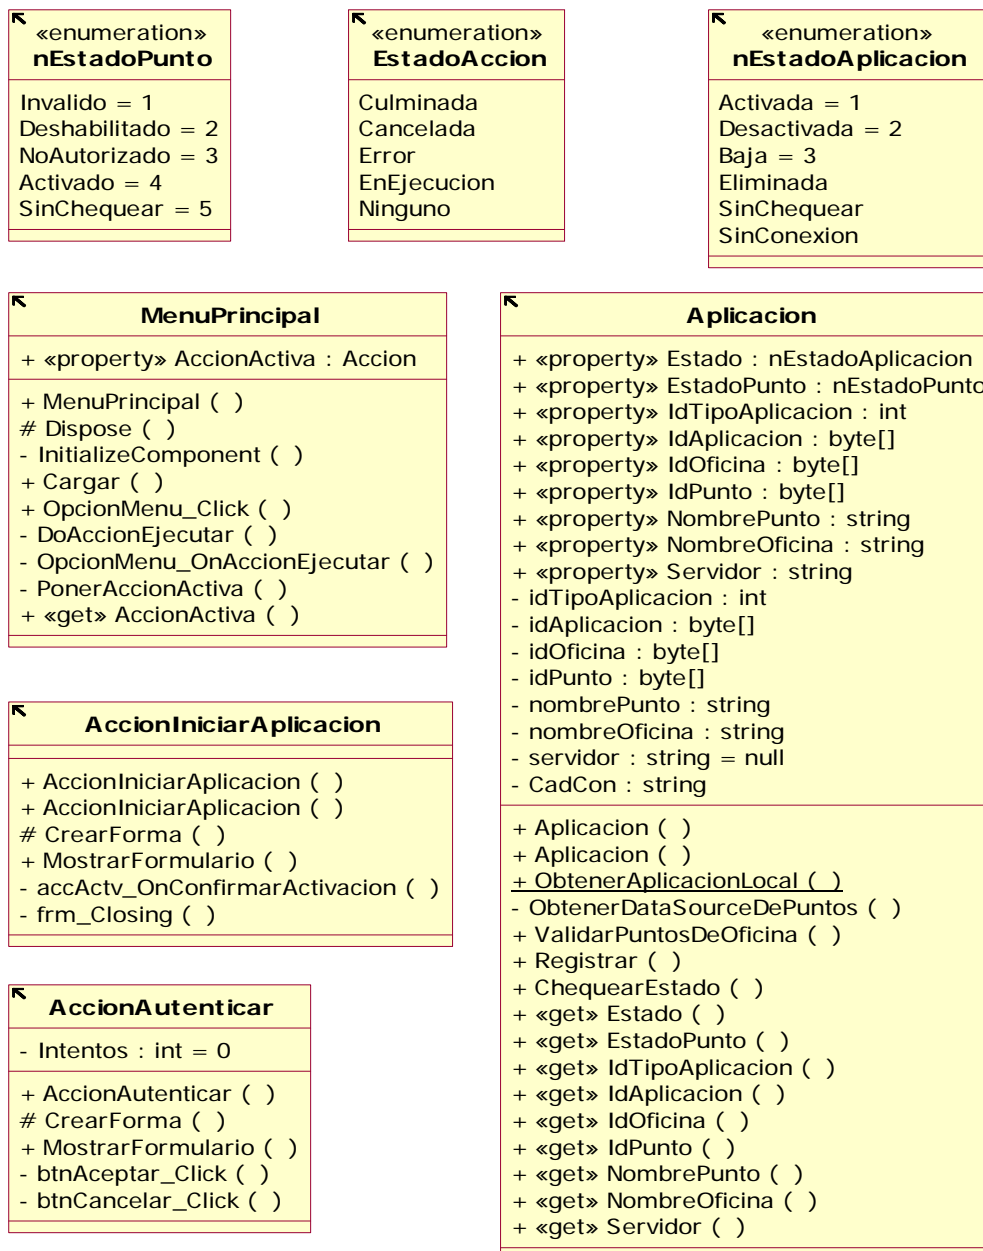 «enumeration»
nEstadoPunto
Invalido = 1
Deshabilitado = 2
NoAutorizado = 3
Activado = 4
SinChequear = 5
«enumeration»
EstadoAccion
Culminada
Cancelada
Error
EnEjecucion
Ninguno
«enumeration»
nEstadoAplicacion
Activada = 1
Desactivada = 2
Baja = 3
Eliminada
SinChequear
SinConexion
MenuPrincipal
+ «property» AccionActiva : Accion
+ MenuPrincipal ( )
# Dispose ( )
- InitializeComponent ( )
+ Cargar ( )
+ OpcionMenu_Click ( )
- DoAccionEjecutar ( )
- OpcionMenu_OnAccionEjecutar ( )
- PonerAccionActiva ( )
+ «get» AccionActiva ( )
AccionIniciarAplicacion
+ AccionIniciarAplicacion ( )
+ AccionIniciarAplicacion ( )
# CrearForma ( )
+ MostrarFormulario ( )
- accActv_OnConfirmarActivacion ( )
- frm_Closing ( )
AccionAutenticar
- Intentos : int = 0
+ AccionAutenticar ( )
# CrearForma ( )
+ MostrarFormulario ( )
- btnAceptar_Click ( )
- btnCancelar_Click ( )
Aplicacion
+ «property» Estado : nEstadoAplicacion
+ «property» EstadoPunto : nEstadoPunto
+ «property» IdTipoAplicacion : int
+ «property» IdAplicacion : byte[]
+ «property» IdOficina : byte[]
+ «property» IdPunto : byte[]
+ «property» NombrePunto : string
+ «property» NombreOficina : string
+ «property» Servidor : string
- idTipoAplicacion : int
- idAplicacion : byte[]
- idOficina : byte[]
- idPunto : byte[]
- nombrePunto : string
- nombreOficina : string
- servidor : string = null
- CadCon : string
+ Aplicacion ( )
+ Aplicacion ( )
+ ObtenerAplicacionLocal ( )
- ObtenerDataSourceDePuntos ( )
+ ValidarPuntosDeOficina ( )
+ Registrar ( )
+ ChequearEstado ( )
+ «get» Estado ( )
+ «get» EstadoPunto ( )
+ «get» IdTipoAplicacion ( )
+ «get» IdAplicacion ( )
+ «get» IdOficina ( )
+ «get» IdPunto ( )
+ «get» NombrePunto ( )
+ «get» NombreOficina ( )
+ «get» Servidor ( )